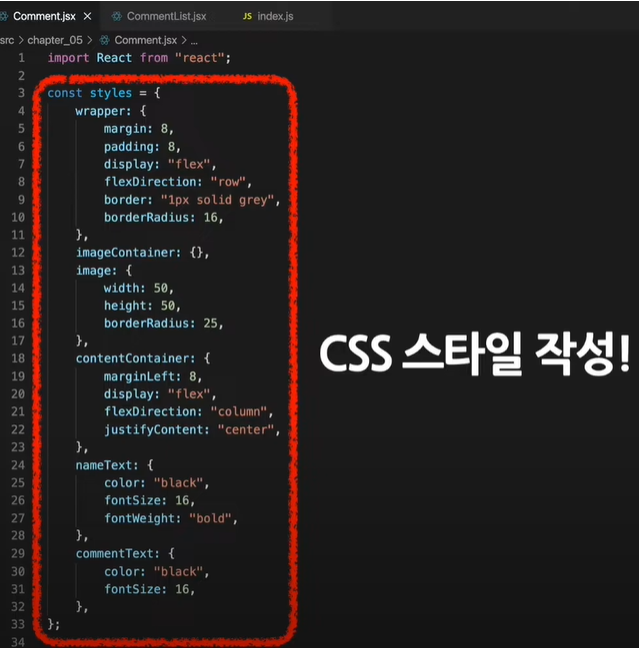 Comment.jsx × CommentList.jsx JS index.js
src > chapter_05 > Comment.jsx > ...
1 import React from "react";
2
3 const styles = {
4     wrapper: {
5         margin: 8,
6         padding: 8,
7         display: "flex",
8         flexDirection: "row",
9         border: "1px solid grey",
10         borderRadius: 16,
11     },
12     imageContainer: {},
13     image: {
14         width: 50,
15         height: 50,
16         borderRadius: 25,
17     },
18     contentContainer: {
19         marginLeft: 8,
20         display: "flex",
21         flexDirection: "column",
22         justifyContent: "center",
23     },
24     nameText: {
25         color: "black",
26         fontSize: 16,
27         fontWeight: "bold",
28     },
29     commentText: {
30         color: "black",
31         fontSize: 16,
32     },
33 };
34
CSS 스타일 작성!